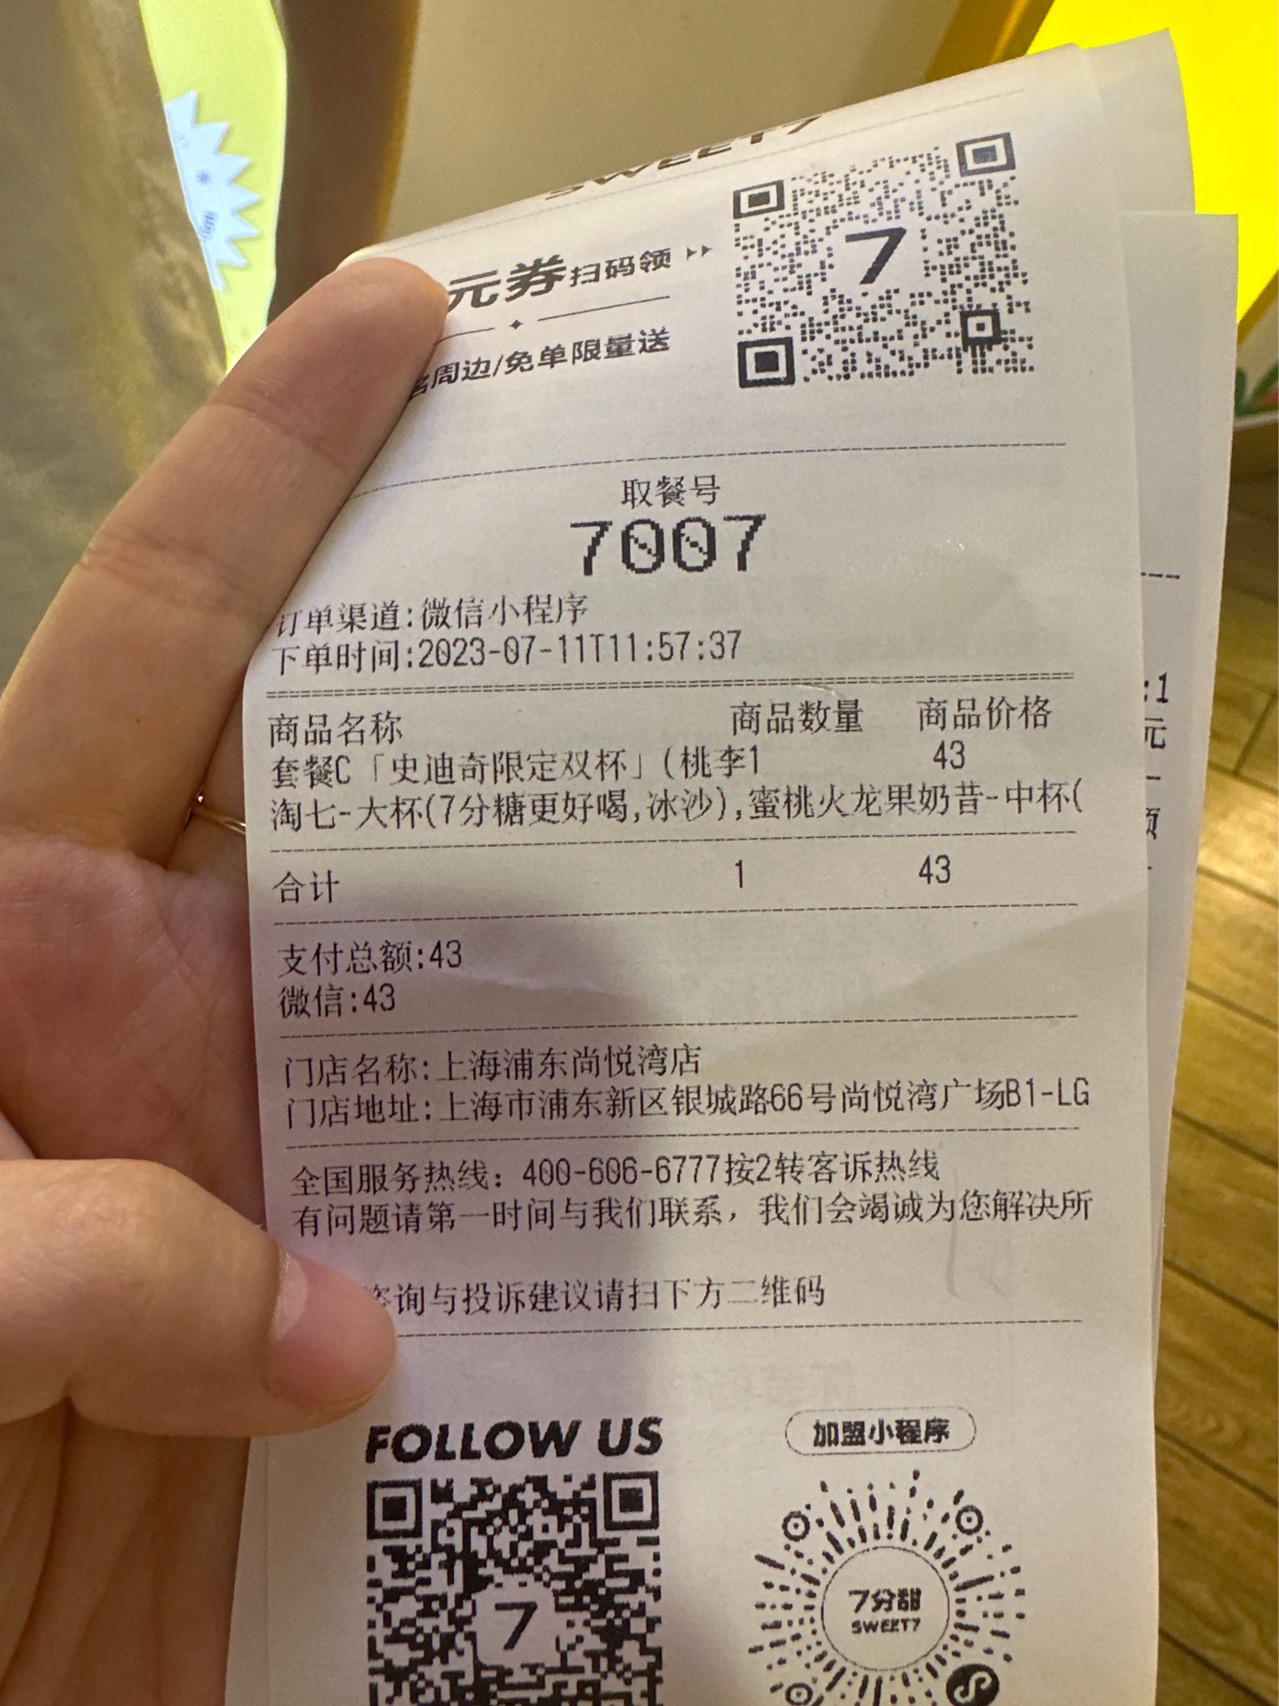 SWEET7
元券扫码领
名周边/免单限量送
7
取餐号
7007
订单渠道:微信小程序
下单时间:2023-07-11T11:57:37
商品名称 商品数量 商品价格
套餐C「史迪奇限定双杯」(桃李1 43
淘七-大杯(7分糖更好喝,冰沙),蜜桃火龙果奶昔-中杯(
合计 1 43
支付总额:43
微信:43
门店名称:上海浦东尚悦湾店
门店地址:上海市浦东新区银城路66号尚悦湾广场B1-LG
全国服务热线: 400-606-6777按2转客诉热线
有问题请第一时间与我们联系，我们会竭诚为您解决所
咨询与投诉建议请扫下方二维码
FOLLOW US
7
加盟小程序
7分甜
SWEET7
:1
元